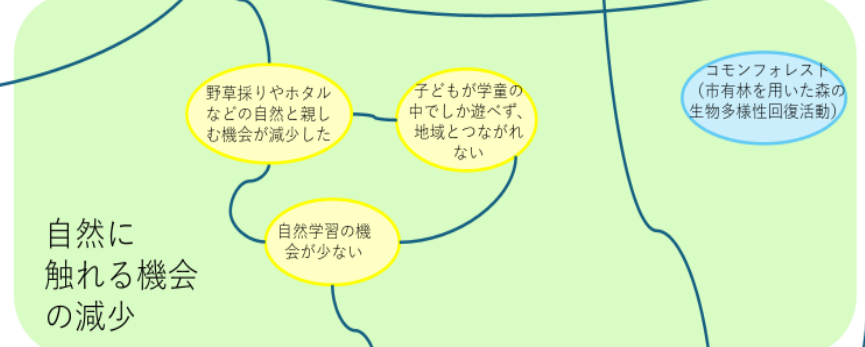 野草採りやホタル
などの自然と親し
む機会が減少した
子どもが学童の
中でしか遊べず、
地域とつながれ
ない
コモンフォレスト
（市有林を用いた森の
生物多様性回復活動）
自然学習の機
会が少ない
自然に
触れる機会
の減少